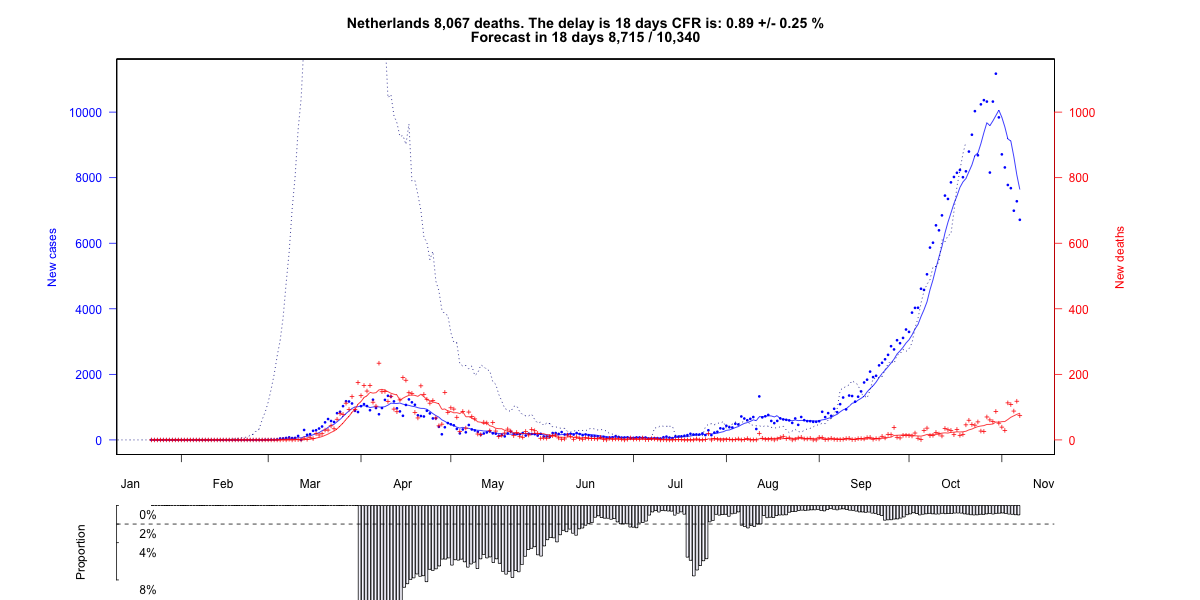 Netherlands 8,067 deaths. The delay is 18 days CFR is: 0.89 +/- 0.25 %
Forecast in 18 days 8,715 / 10,340
10000
8000
6000
4000
2000
0
New cases
1000
800
600
400
200
0
New deaths
Jan Feb Mar Apr May Jun Jul Aug Sep Oct Nov
Proportion
0%
2%
4%
8%